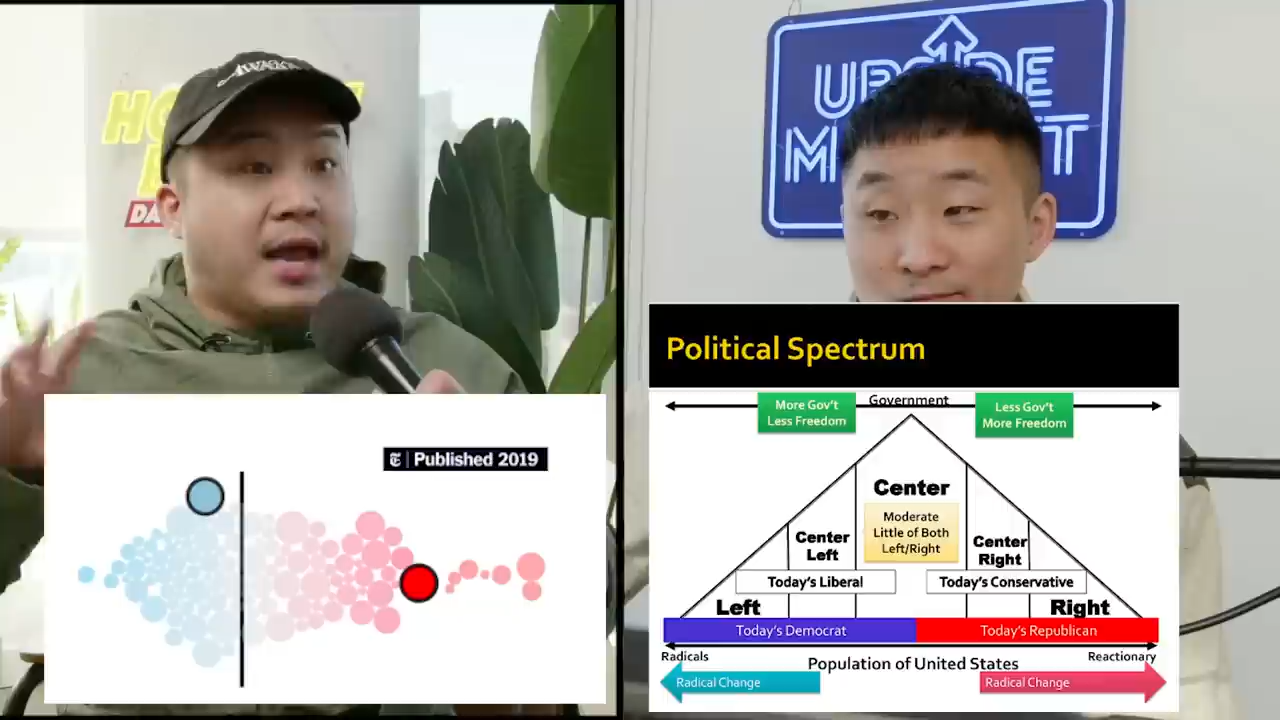 Published 2019
Political Spectrum
More Gov't
Less Freedom
Government
Less Gov't
More Freedom
Center
Moderate
Little of Both
Left/Right
Center
Left
Center
Right
Today's Liberal
Today's Conservative
Left
Right
Today's Democrat
Today's Republican
Radicals
Reactionary
Population of United States
Radical Change
Radical Change